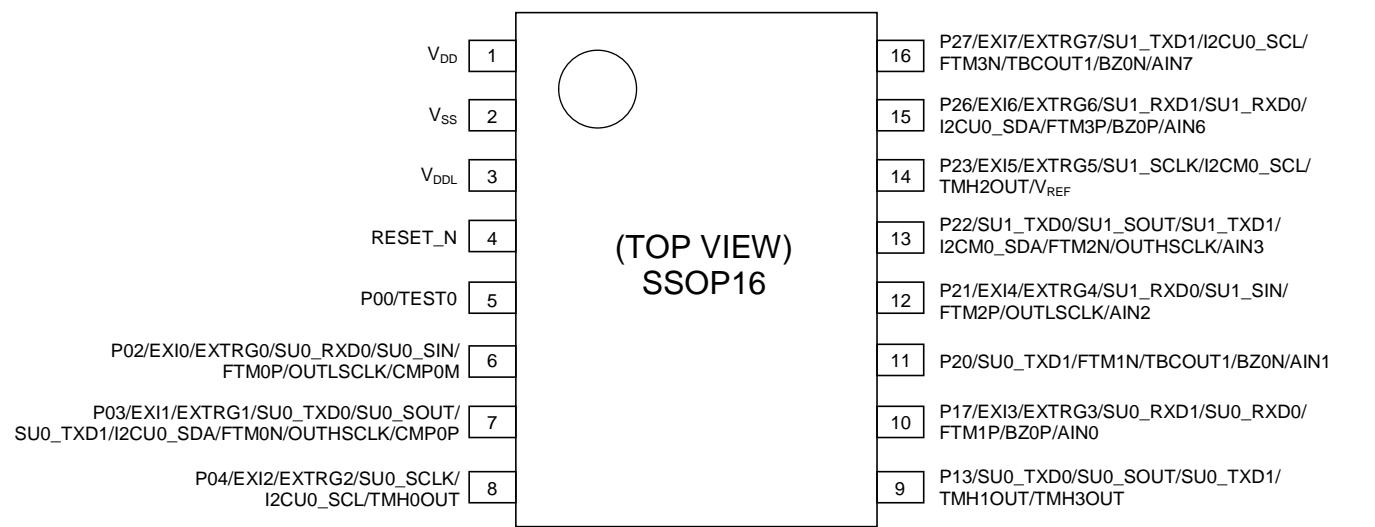 V_DD 1
V_SS 2
V_DDL 3
RESET_N 4
P00/TEST0 5
P02/EXI0/EXTRG0/SU0_RXD0/SU0_SIN/
FTM0P/OUTLSCLK/CMP0M 6
P03/EXI1/EXTRG1/SU0_TXD0/SU0_SOUT/
SU0_TXD1/I2CU0_SDA/FTM0N/OUTHSCLK/CMP0P 7
P04/EXI2/EXTRG2/SU0_SCLK/
I2CU0_SCL/TMH0OUT 8
(TOP VIEW)
SSOP16
16 P27/EXI7/EXTRG7/SU1_TXD1/I2CU0_SCL/
FTM3N/TBCOUT1/BZ0N/AIN7
15 P26/EXI6/EXTRG6/SU1_RXD1/SU1_RXD0/
I2CU0_SDA/FTM3P/BZ0P/AIN6
14 P23/EXI5/EXTRG5/SU1_SCLK/I2CM0_SCL/
TMH2OUT/V_REF
13 P22/SU1_TXD0/SU1_SOUT/SU1_TXD1/
I2CM0_SDA/FTM2N/OUTHSCLK/AIN3
12 P21/EXI4/EXTRG4/SU1_RXD0/SU1_SIN/
FTM2P/OUTLSCLK/AIN2
11 P20/SU0_TXD1/FTM1N/TBCOUT1/BZ0N/AIN1
10 P17/EXI3/EXTRG3/SU0_RXD1/SU0_RXD0/
FTM1P/BZ0P/AIN0
9 P13/SU0_TXD0/SU0_SOUT/SU0_TXD1/
TMH1OUT/TMH3OUT